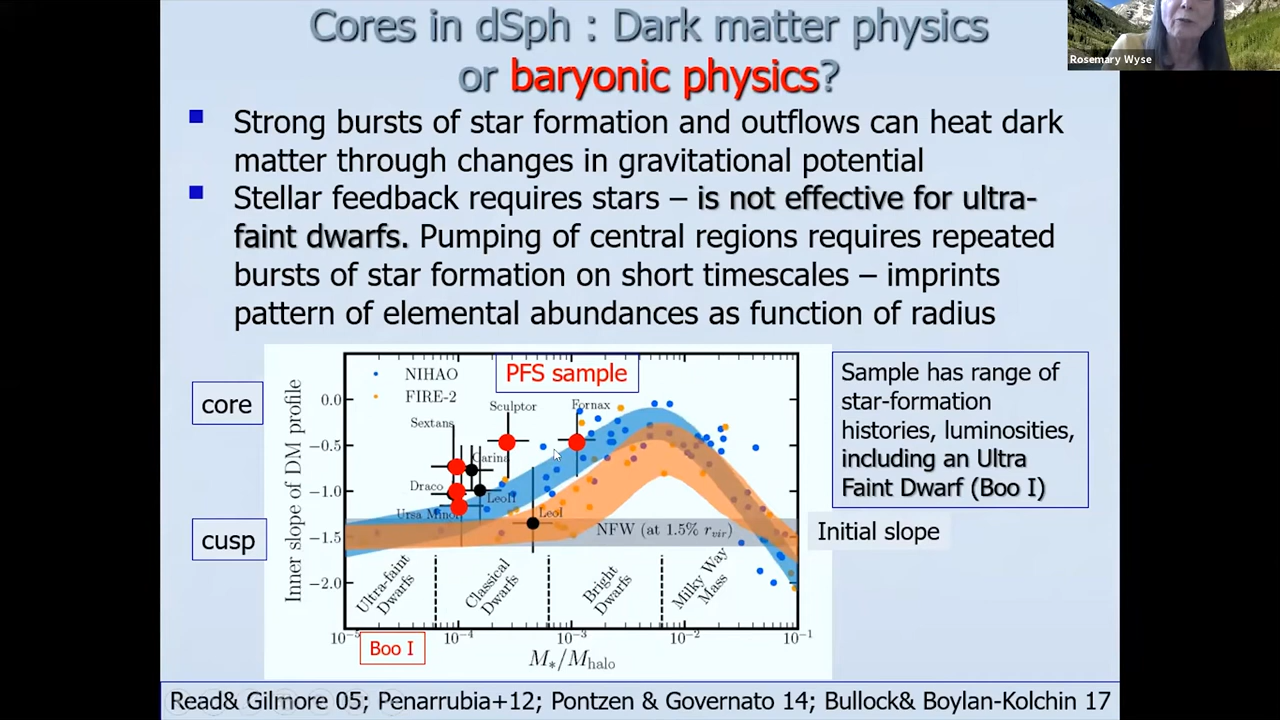 Cores in dSph : Dark matter physics
or baryonic physics?
Rosemary Wyse
Strong bursts of star formation and outflows can heat dark
matter through changes in gravitational potential
Stellar feedback requires stars – is not effective for ultra-
faint dwarfs. Pumping of central regions requires repeated
bursts of star formation on short timescales – imprints
pattern of elemental abundances as function of radius
core
cusp
Inner slope of DM profile
0.0
−0.5
−1.0
−1.5
−2.0
NIHAO
FIRE-2
PFS sample
Sculptor
Fornax
Sextans
Carina
Draco
LeoII
Ursa Minor
LeoI
NFW (at 1.5% r_vir)
Ultra-faint
Dwarfs
Classical
Dwarfs
Bright
Dwarfs
Milky Way
Mass
10⁻⁵
10⁻⁴
10⁻³
10⁻²
10⁻¹
Boo I
M*/Mhalo
Sample has range of
star-formation
histories, luminosities,
including an Ultra
Faint Dwarf (Boo I)
Initial slope
Read& Gilmore 05; Penarrubia+12; Pontzen & Governato 14; Bullock& Boylan-Kolchin 17